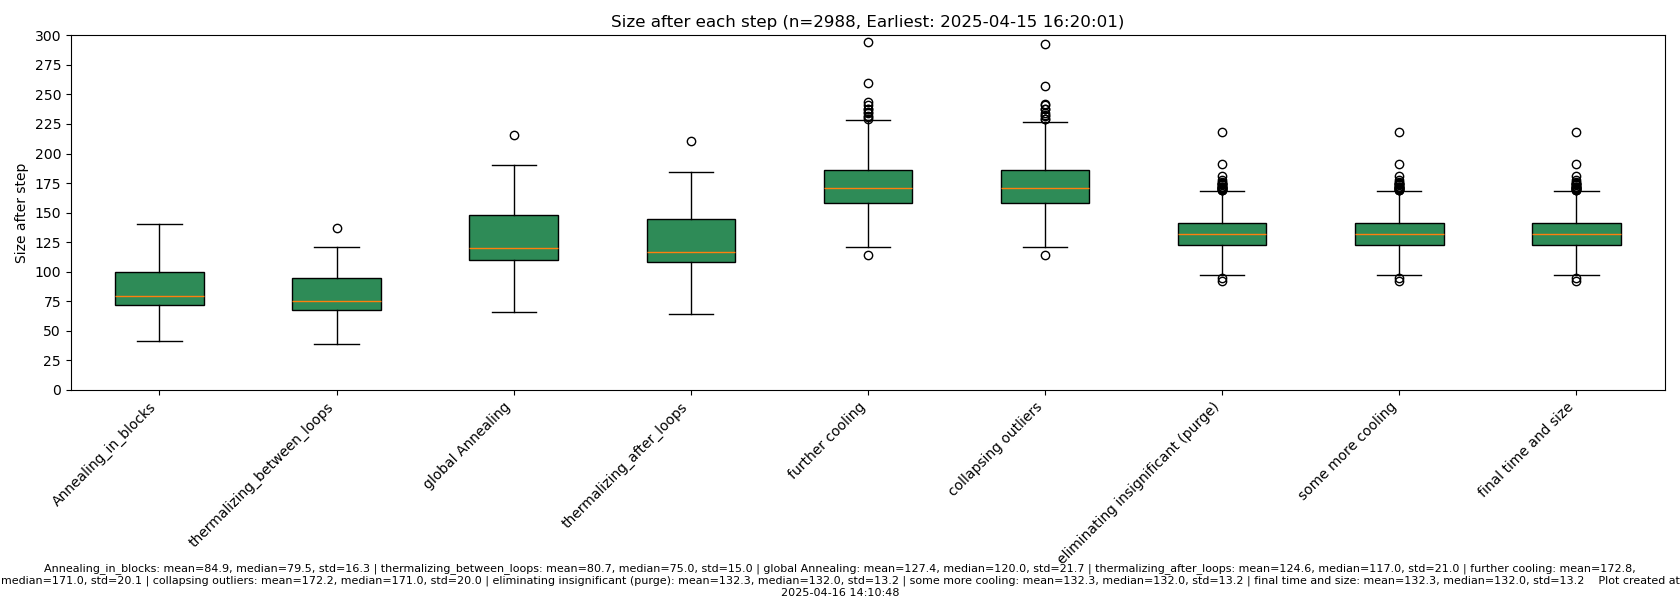 Size after each step (n=2988, Earliest: 2025-04-15 16:20:01)
Size after step
300
275
250
225
200
175
150
125
100
75
50
25
0
Annealing_in_blocks
thermalizing_between_loops
global Annealing
thermalizing_after_loops
further cooling
collapsing outliers
eliminating insignificant (purge)
some more cooling
final time and size
Annealing_in_blocks: mean=84.9, median=79.5, std=16.3 | thermalizing_between_loops: mean=80.7, median=75.0, std=15.0 | global Annealing: mean=127.4, median=120.0, std=21.7 | thermalizing_after_loops: mean=124.6, median=117.0, std=21.0 | further cooling: mean=172.8,
median=171.0, std=20.1 | collapsing outliers: mean=172.2, median=171.0, std=20.0 | eliminating insignificant (purge): mean=132.3, median=132.0, std=13.2 | some more cooling: mean=132.3, median=132.0, std=13.2 | final time and size: mean=132.3, median=132.0, std=13.2 Plot created at
2025-04-16 14:10:48